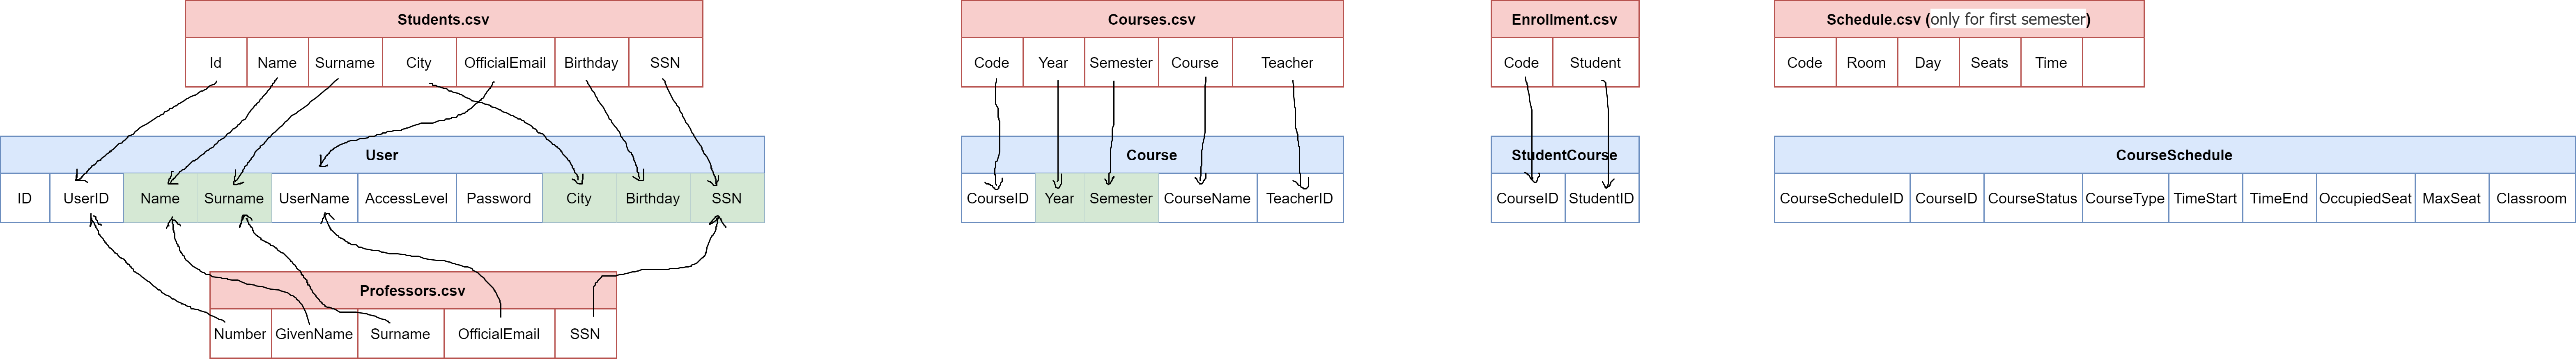 Students.csv
Id Name Surname City OfficialEmail Birthday SSN
User
ID UserID Name Surname UserName AccessLevel Password City Birthday SSN
Professors.csv
Number GivenName Surname OfficialEmail SSN
Courses.csv
Code Year Semester Course Teacher
Course
CourseID Year Semester CourseName TeacherID
Enrollment.csv
Code Student
StudentCourse
CourseID StudentID
Schedule.csv (only for first semester)
Code Room Day Seats Time
CourseSchedule
CourseScheduleID CourseID CourseStatus CourseType TimeStart TimeEnd OccupiedSeat MaxSeat Classroom